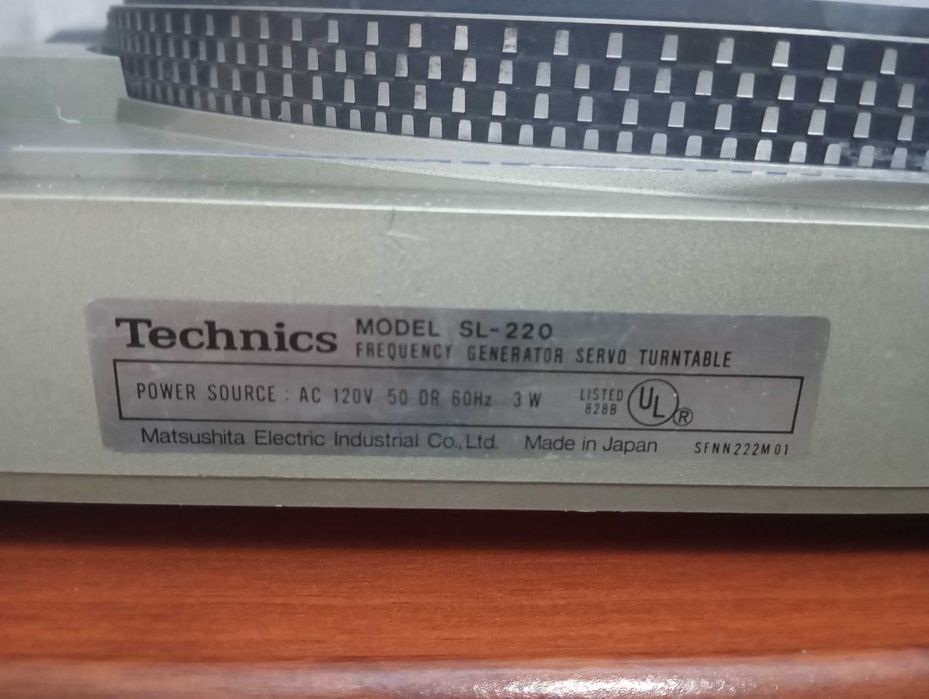 Technics MODEL SL-220
FREQUENCY GENERATOR SERVO TURNTABLE
POWER SOURCE : AC 120V 50 OR 60Hz 3W LISTED 828B UL ®
Matsushita Electric Industrial Co., Ltd. Made in Japan SFNN222M01